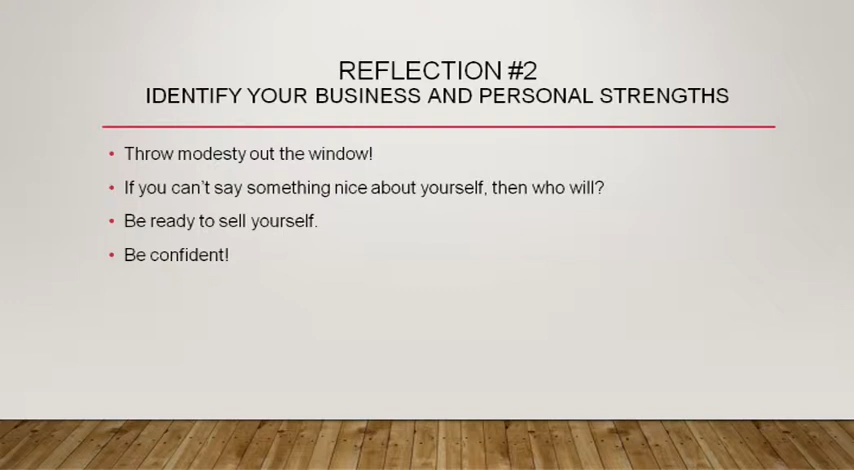 REFLECTION #2
IDENTIFY YOUR BUSINESS AND PERSONAL STRENGTHS
• Throw modesty out the window!
• If you can't say something nice about yourself, then who will?
• Be ready to sell yourself.
• Be confident!